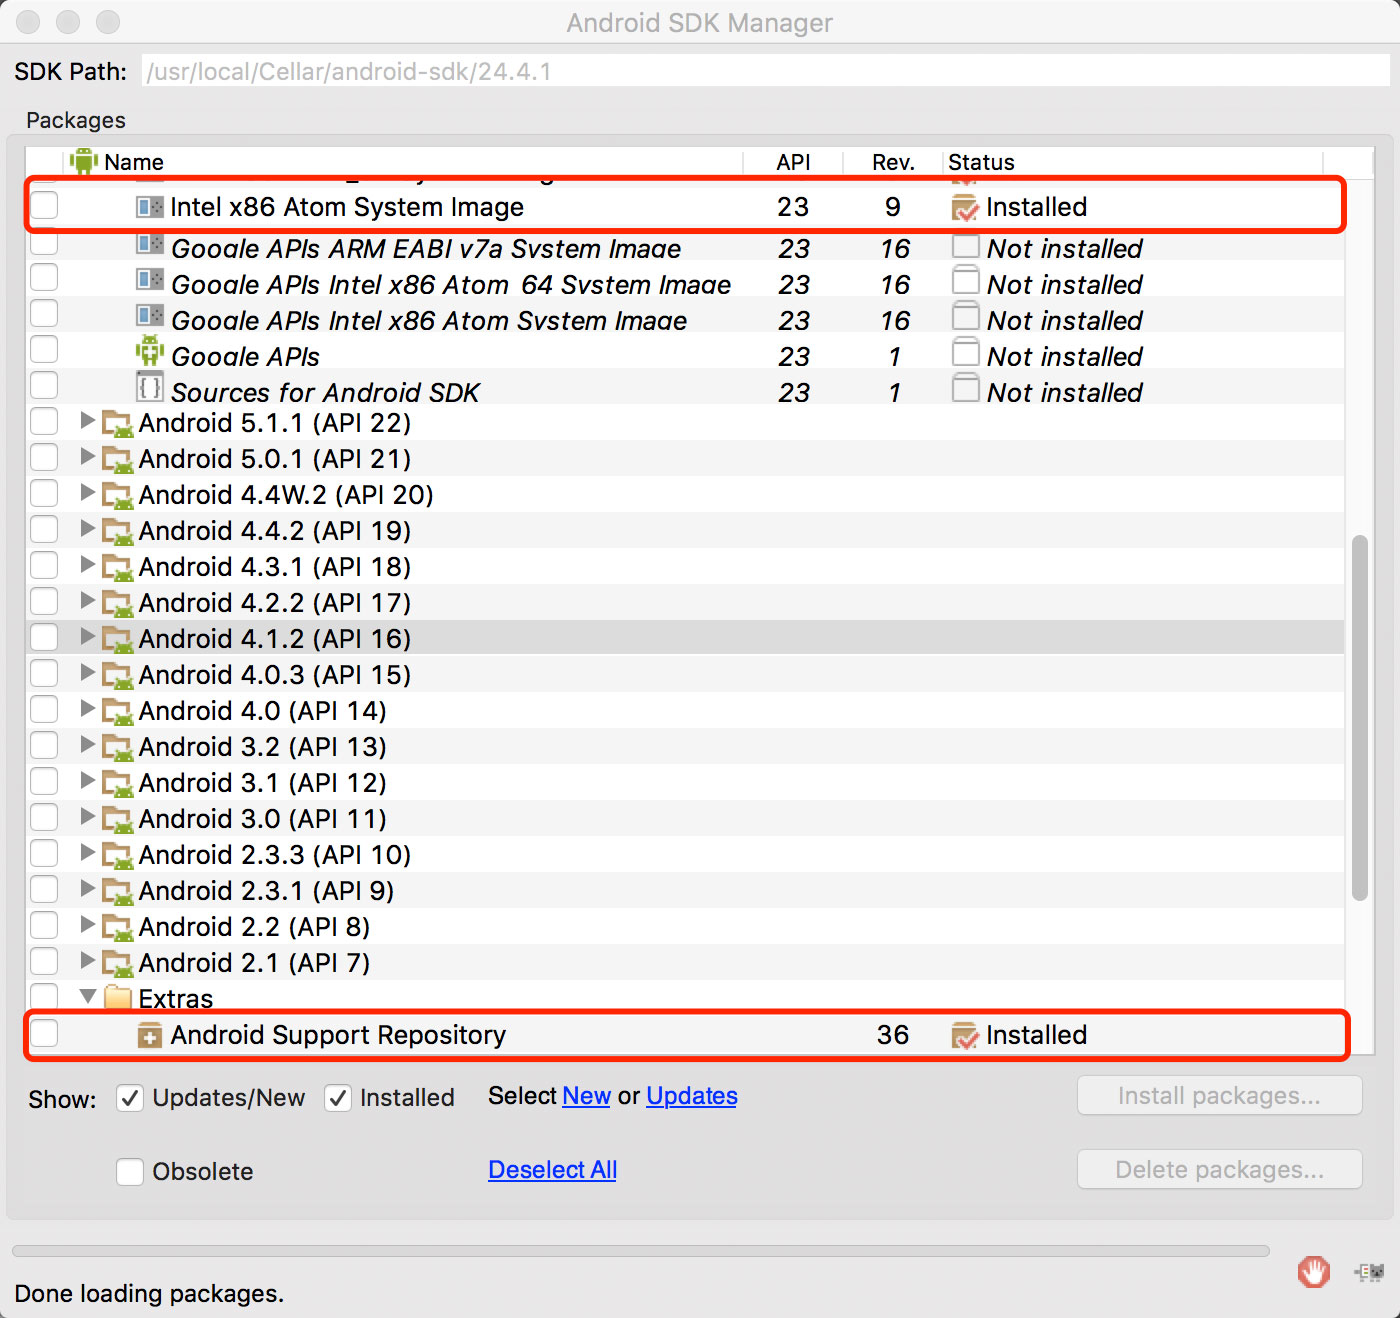 Android SDK Manager
SDK Path: /usr/local/Cellar/android-sdk/24.4.1
Packages
Name API Rev. Status
Intel x86 Atom System Image 23 9 Installed
Google APIs ARM EABI v7a System Image 23 16 Not installed
Google APIs Intel x86 Atom_64 System Image 23 16 Not installed
Google APIs Intel x86 Atom System Image 23 16 Not installed
Google APIs 23 1 Not installed
Sources for Android SDK 23 1 Not installed
Android 5.1.1 (API 22)
Android 5.0.1 (API 21)
Android 4.4W.2 (API 20)
Android 4.4.2 (API 19)
Android 4.3.1 (API 18)
Android 4.2.2 (API 17)
Android 4.1.2 (API 16)
Android 4.0.3 (API 15)
Android 4.0 (API 14)
Android 3.2 (API 13)
Android 3.1 (API 12)
Android 3.0 (API 11)
Android 2.3.3 (API 10)
Android 2.3.1 (API 9)
Android 2.2 (API 8)
Android 2.1 (API 7)
Extras
Android Support Repository 36 Installed
Show: Updates/New Installed Select New or Updates Install packages...
Obsolete Deselect All Delete packages...
Done loading packages.